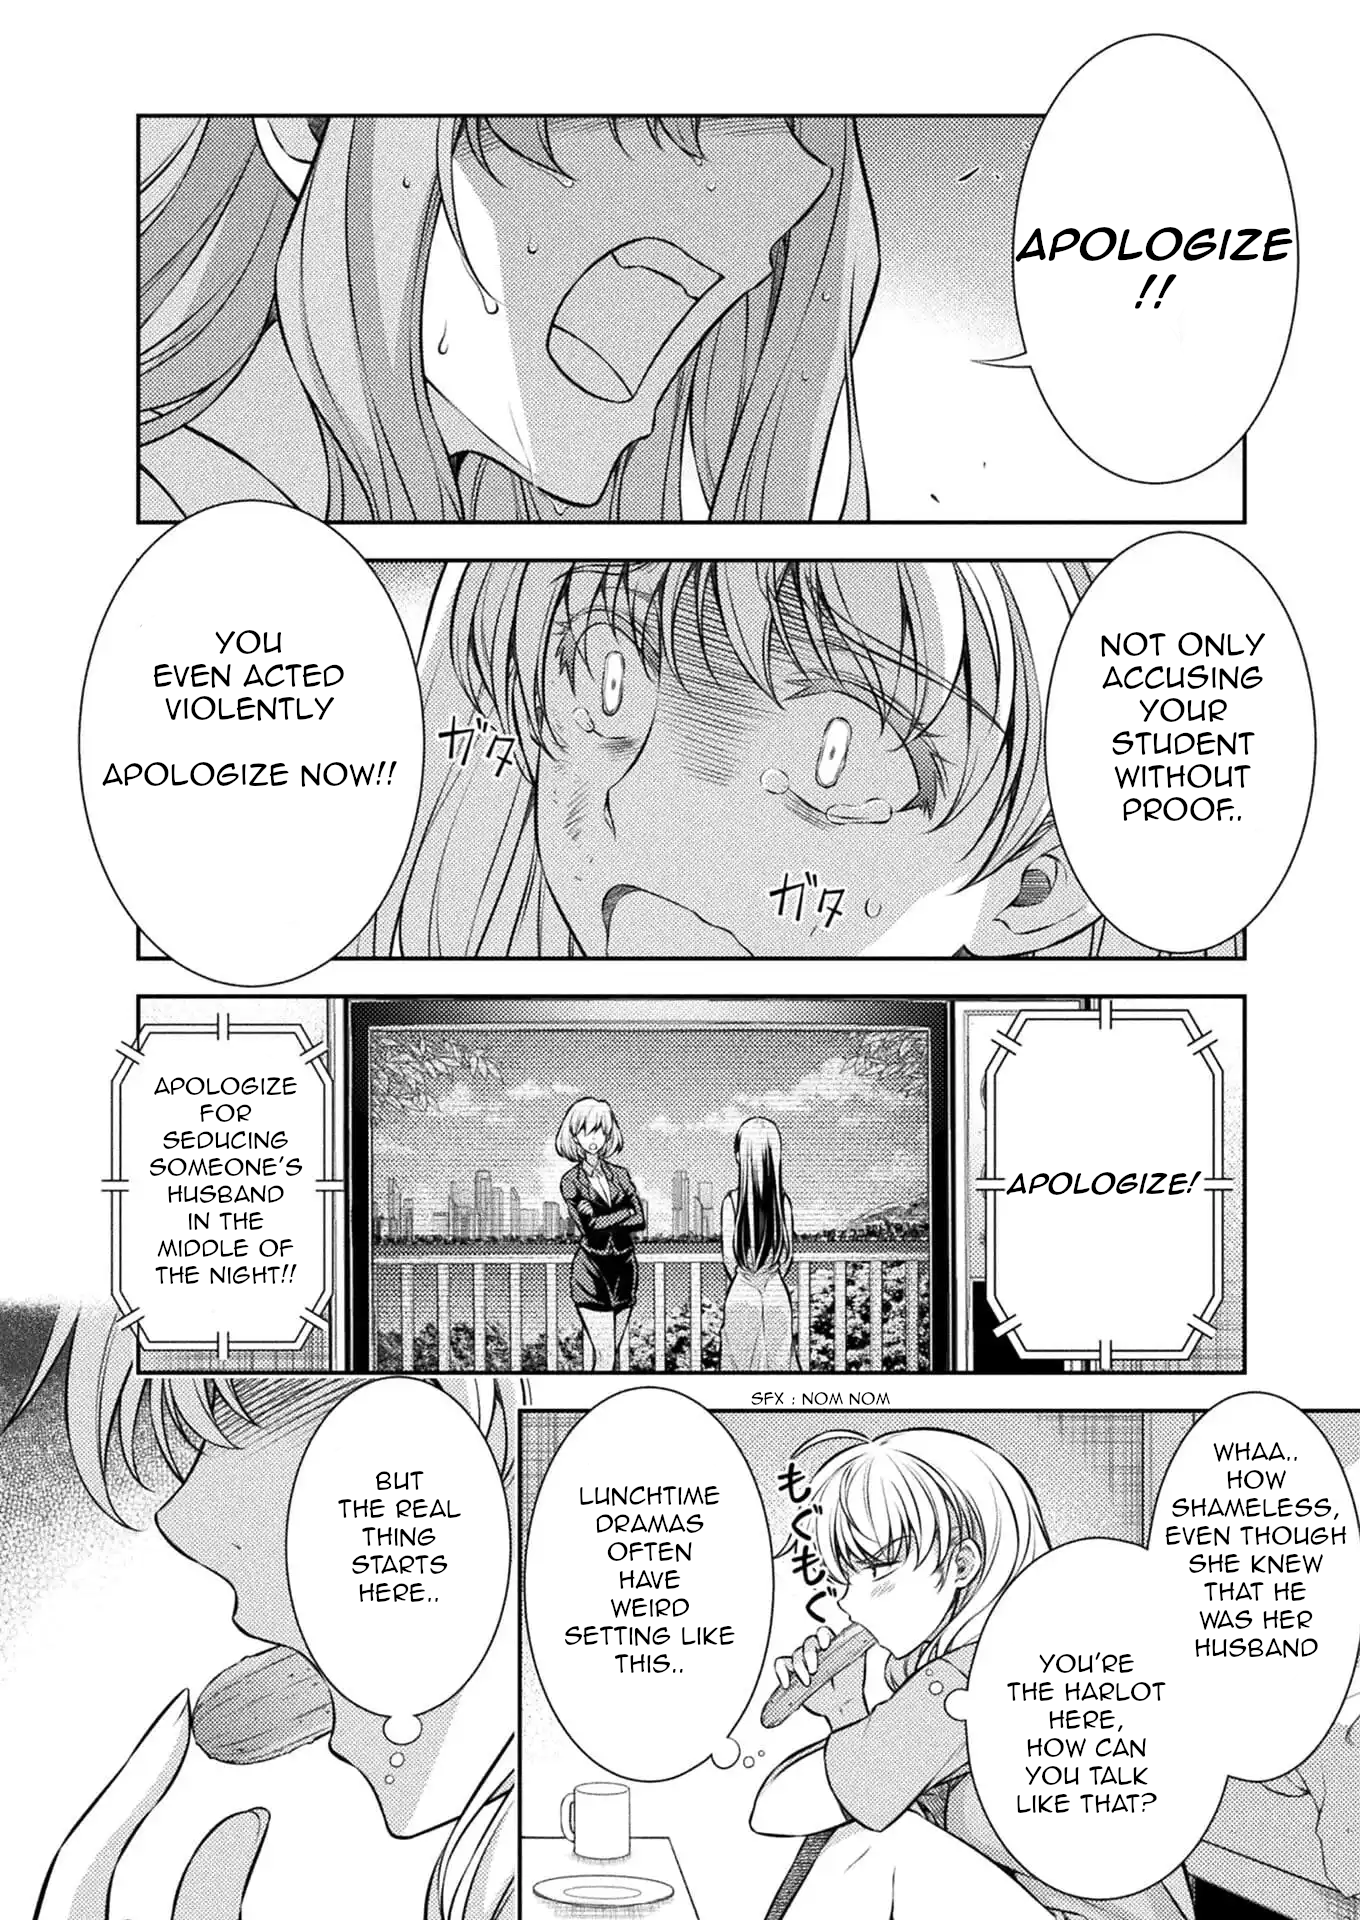 APOLOGIZE
!!
NOT ONLY
ACCUSING
YOUR
STUDENT
WITHOUT
PROOF..
YOU
EVEN ACTED
VIOLENTLY
APOLOGIZE NOW!!
ガタ
ガタ
APOLOGIZE!
APOLOGIZE
FOR
SEDUCING
SOMEONE'S
HUSBAND
IN THE
MIDDLE OF
THE NIGHT!!
SFX : NOM NOM
WHAA..
HOW
SHAMELESS,
EVEN THOUGH
SHE KNEW
THAT HE
WAS HER
HUSBAND
YOU'RE
THE HARLOT
HERE,
HOW CAN
YOU TALK
LIKE THAT?
もぐもぐ
LUNCHTIME
DRAMAS
OFTEN
HAVE
WEIRD
SETTING LIKE
THIS..
BUT
THE REAL
THING
STARTS
HERE..